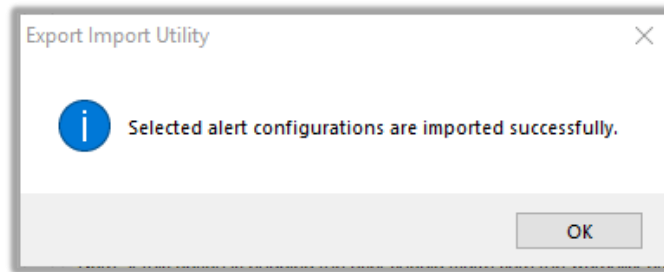 Export Import Utility
Selected alert configurations are imported successfully.
OK